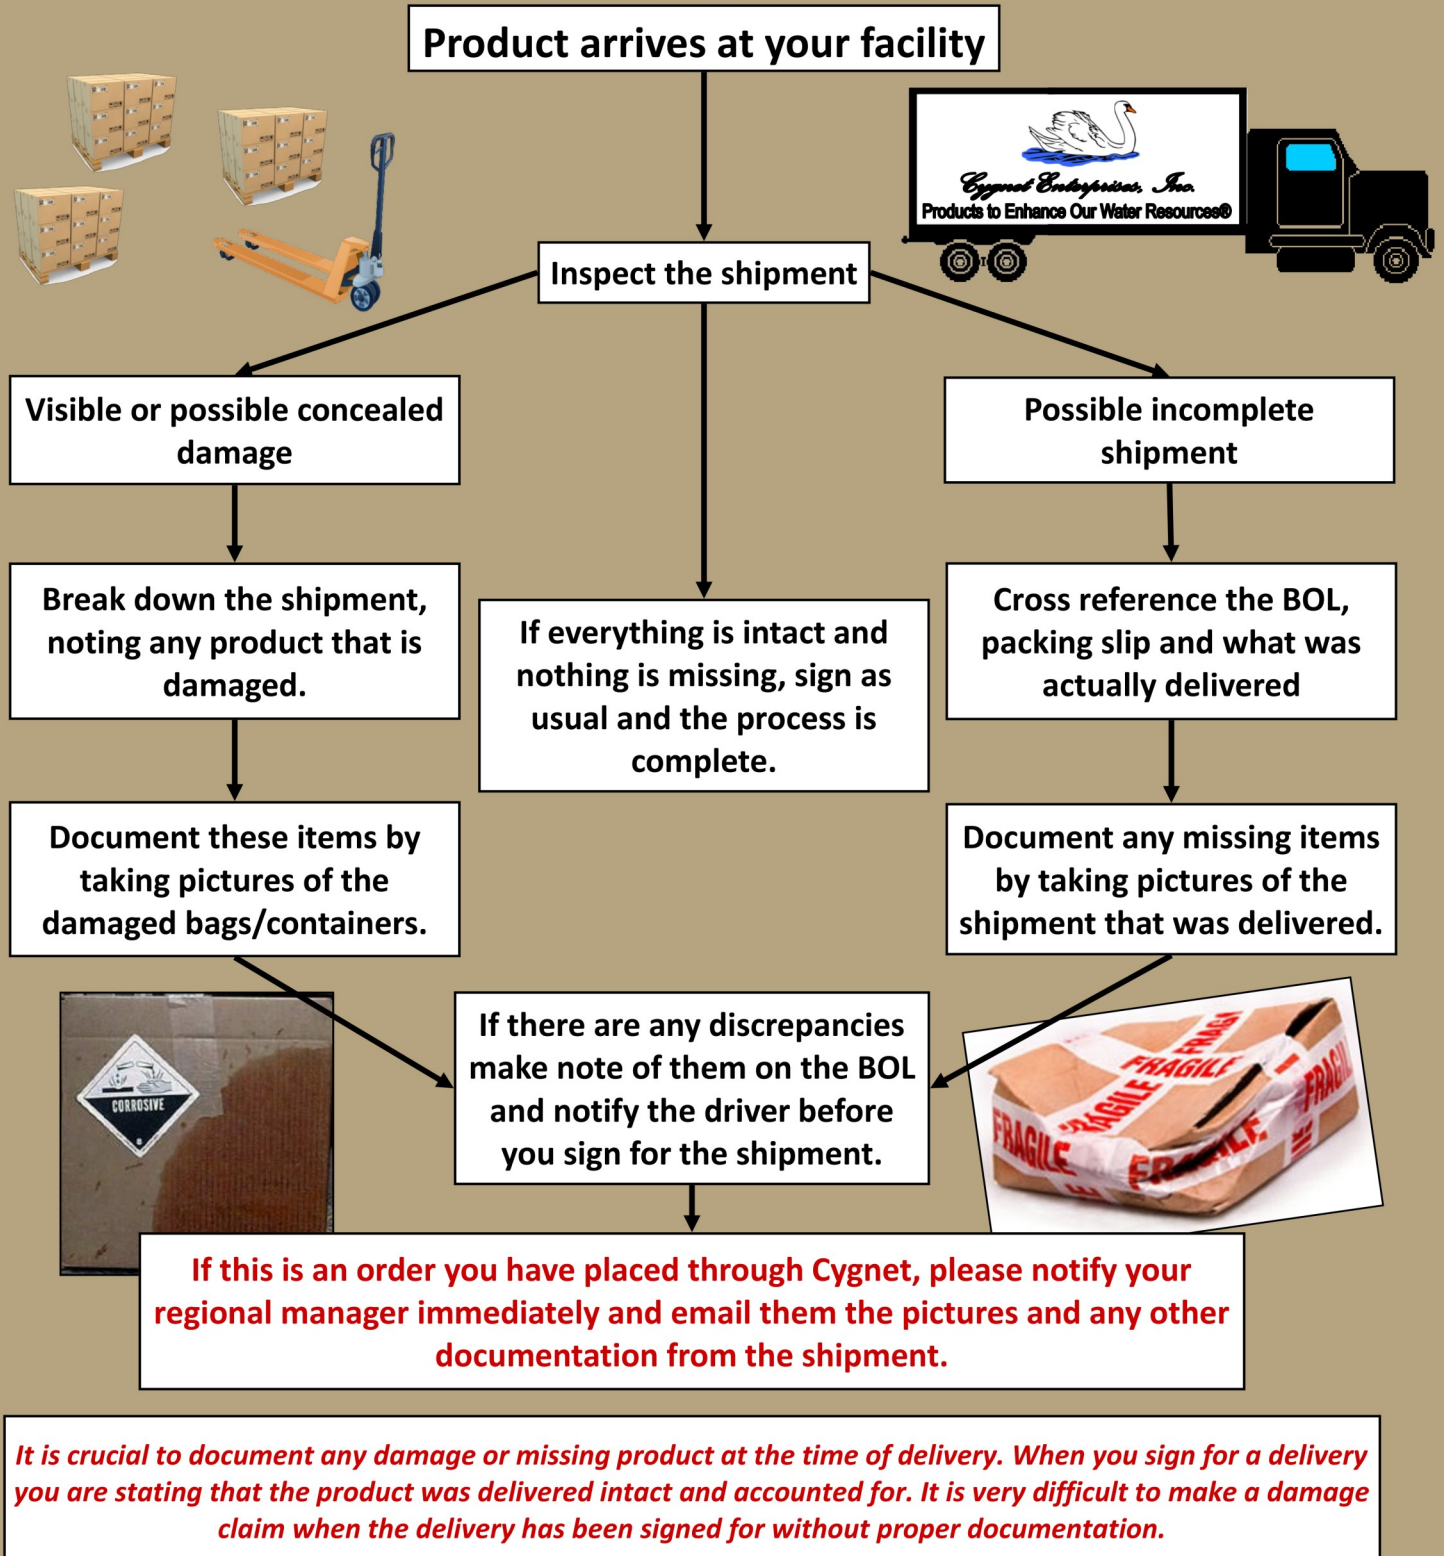 Product arrives at your facility
Cygnet Enterprises, Inc.
Products to Enhance Our Water Resources®
Inspect the shipment
Visible or possible concealed
damage
Possible incomplete
shipment
Break down the shipment,
noting any product that is
damaged.
If everything is intact and
nothing is missing, sign as
usual and the process is
complete.
Cross reference the BOL,
packing slip and what was
actually delivered
Document these items by
taking pictures of the
damaged bags/containers.
Document any missing items
by taking pictures of the
shipment that was delivered.
CORROSIVE
8
If there are any discrepancies
make note of them on the BOL
and notify the driver before
you sign for the shipment.
FRAGILE
FRAGILE
FRAGILE
FRAGILE
If this is an order you have placed through Cygnet, please notify your
regional manager immediately and email them the pictures and any other
documentation from the shipment.
It is crucial to document any damage or missing product at the time of delivery. When you sign for a delivery
you are stating that the product was delivered intact and accounted for. It is very difficult to make a damage
claim when the delivery has been signed for without proper documentation.